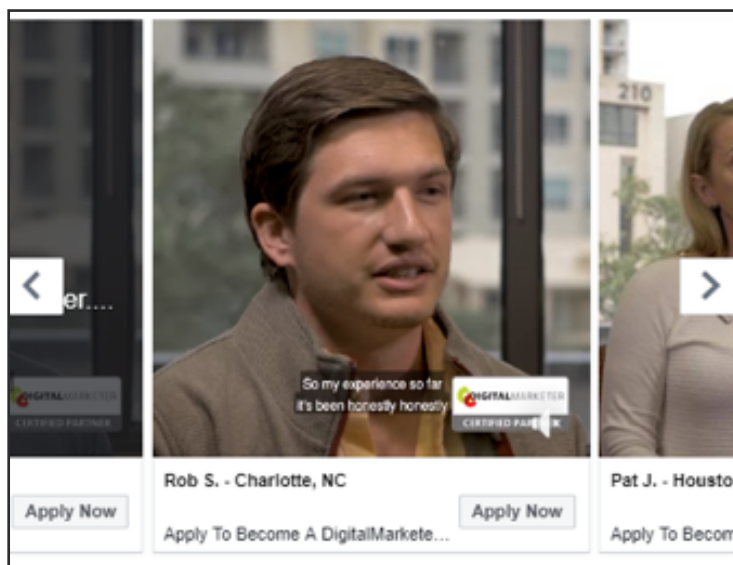 er....
210
So my experience so far
it's been honestly honestly
DIGITALMARKETER
CERTIFIED PARTNER
DIGITALMARKETER
CERTIFIED
Rob S. - Charlotte, NC
Apply Now
Apply To Become A DigitalMarkete...
Apply Now
Pat J. - Housto
Apply To Becom